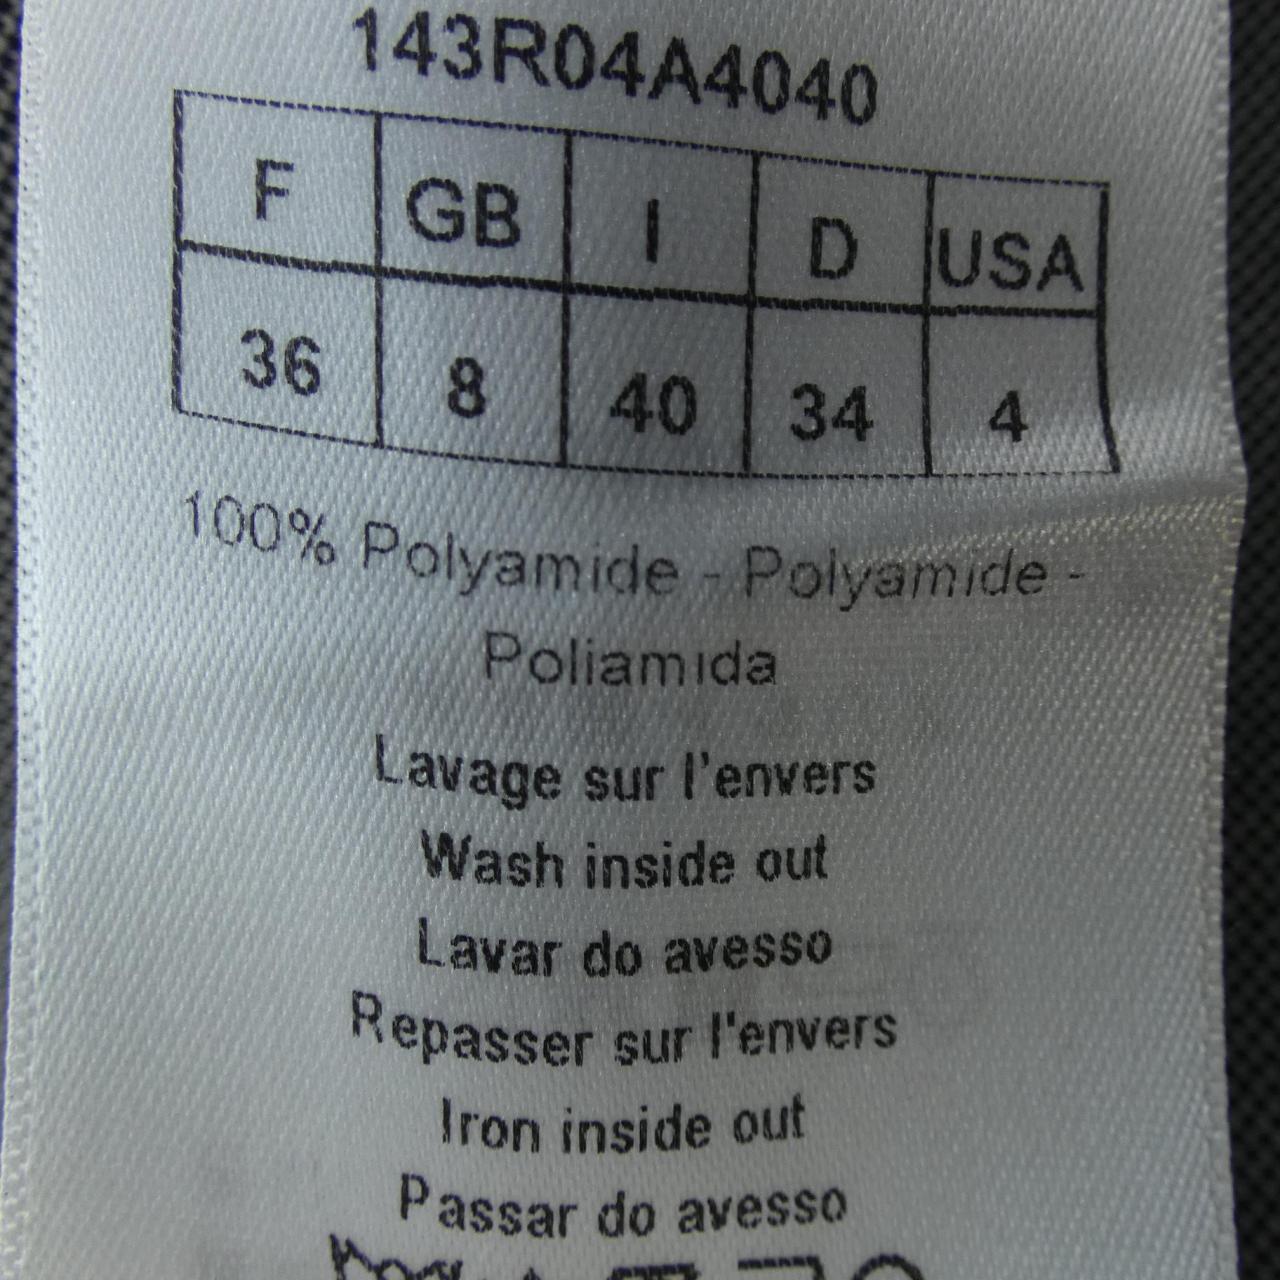 143R04A4040
F GB I D USA
36 8 40 34 4
100% Polyamide - Polyamide -
Poliamida
Lavage sur l'envers
Wash inside out
Lavar do avesso
Repasser sur l'envers
Iron inside out
Passar do avesso